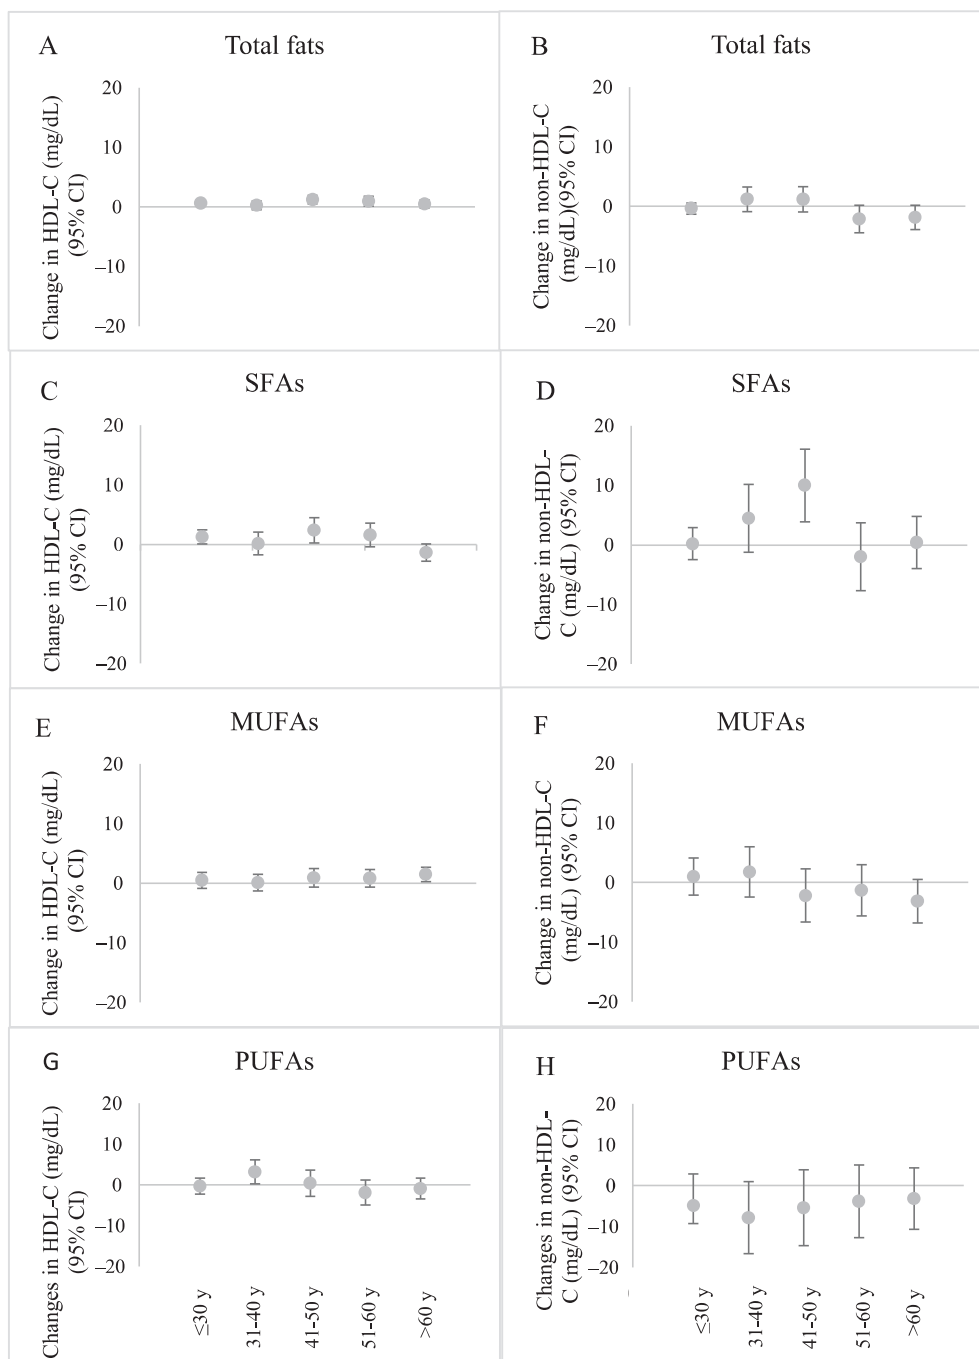 A
Total fats
Change in HDL-C (mg/dL)
(95% CI)
20
10
0
–10
–20
B
Total fats
Change in non-HDL-C
(mg/dL)(95% CI)
20
10
0
–10
–20
C
SFAs
Change in HDL-C (mg/dL)
(95% CI)
20
10
0
–10
–20
D
SFAs
Change in non-HDL-
C (mg/dL) (95% CI)
20
10
0
–10
–20
E
MUFAs
Change in HDL-C (mg/dL)
(95% CI)
20
10
0
–10
–20
F
MUFAs
Change in non-HDL-C
(mg/dL) (95% CI)
20
10
0
–10
–20
G
PUFAs
Changes in HDL-C (mg/dL)
(95% CI)
20
10
0
–10
–20
≤30 y
31-40 y
41-50 y
51-60 y
>60 y
H
PUFAs
Changes in non-HDL-
C (mg/dL) (95% CI)
20
10
0
–10
–20
≤30 y
31-40 y
41-50 y
51-60 y
>60 y